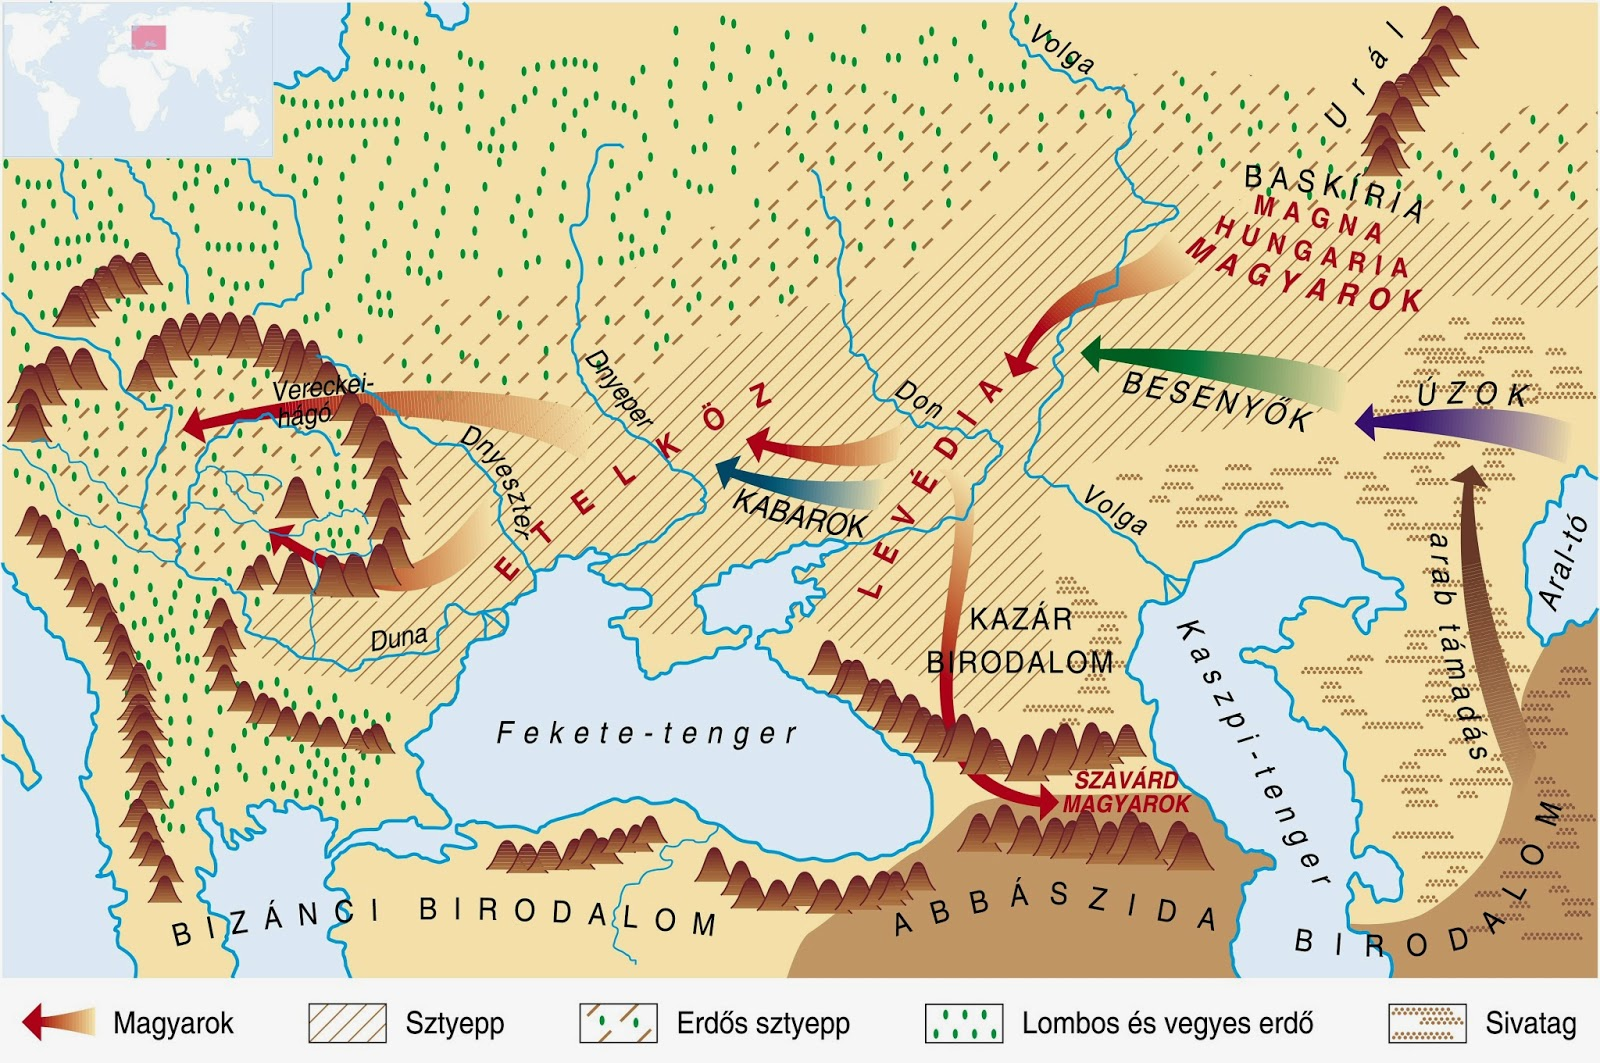 Volga
Urál
BASKÍRIA
MAGNA
HUNGARIA
MAGYAROK
Vereckei-
hágó
Dnyeper
Don
BESENYŐK
ÚZOK
Dnyeszter
ETELKÖZ
LEVÉDIA
KABAROK
Volga
arab támadás
Aral-tó
Duna
KAZÁR
BIRODALOM
Fekete-tenger
Kaszpi-tenger
SZAVÁRD
MAGYAROK
BIZÁNCI BIRODALOM
ABBÁSZIDA BIRODALOM
Magyarok
Sztyepp
Erdős sztyepp
Lombos és vegyes erdő
Sivatag